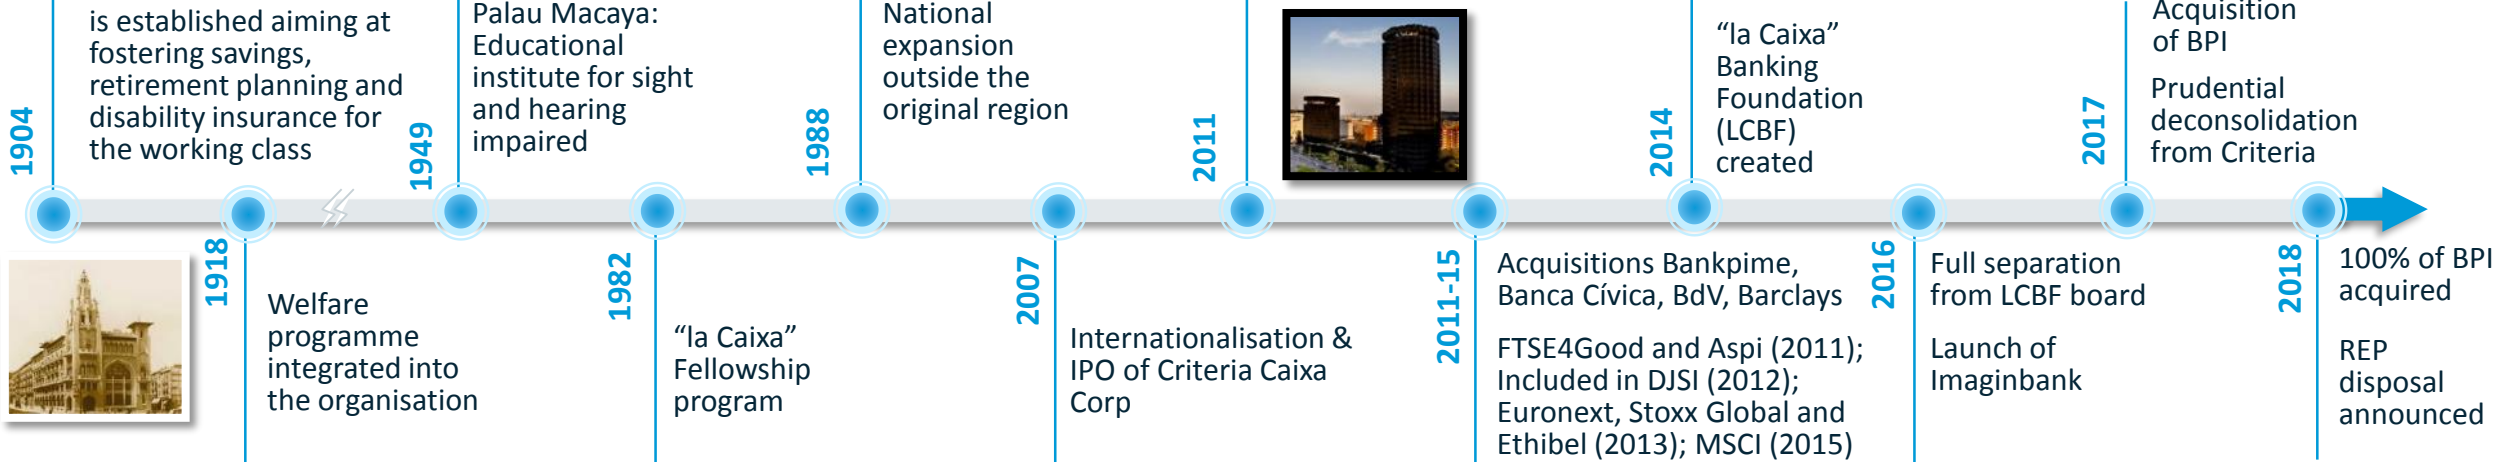 1904
is established aiming at
fostering savings,
retirement planning and
disability insurance for
the working class
1918
Welfare
programme
integrated into
the organisation
1949
Palau Macaya:
Educational
institute for sight
and hearing
impaired
1982
“la Caixa”
Fellowship
program
1988
National
expansion
outside the
original region
2007
Internationalisation &
IPO of Criteria Caixa
Corp
2011
2011-15
Acquisitions Bankpime,
Banca Cívica, BdV, Barclays
FTSE4Good and Aspi (2011);
Included in DJSI (2012);
Euronext, Stoxx Global and
Ethibel (2013); MSCI (2015)
2014
“la Caixa”
Banking
Foundation
(LCBF)
created
2016
Full separation
from LCBF board
Launch of
Imaginbank
2017
Acquisition
of BPI
Prudential
deconsolidation
from Criteria
2018
100% of BPI
acquired
REP
disposal
announced